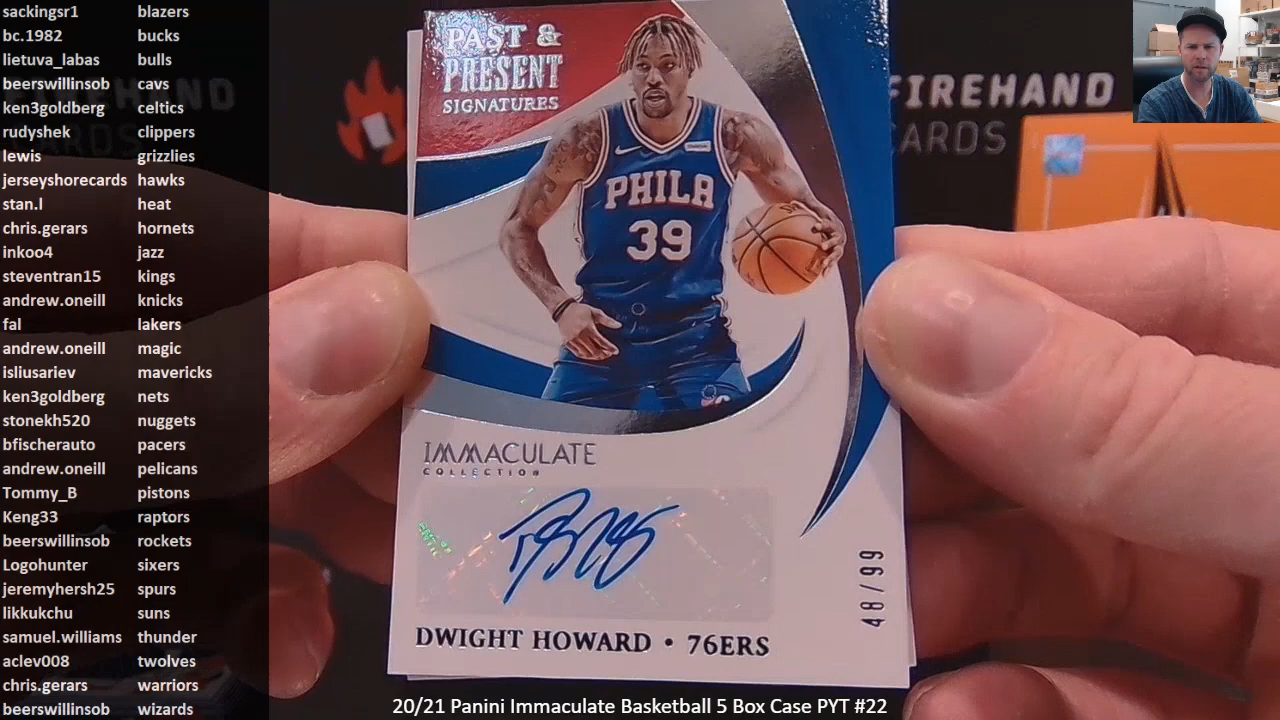 sackingsr1 blazers
bc.1982 bucks
lietuva_labas bulls
beerswillinsob cavs
ken3goldberg celtics
rudyshek clippers
lewis grizzlies
jerseyshorecards hawks
stan.l heat
chris.gerars hornets
inkoo4 jazz
steventran15 kings
andrew.oneill knicks
fal lakers
andrew.oneill magic
isliusariev mavericks
ken3goldberg nets
stonekh520 nuggets
bfischerauto pacers
andrew.oneill pelicans
Tommy_B pistons
Keng33 raptors
beerswillinsob rockets
Logohunter sixers
jeremyhersh25 spurs
likkukchu suns
samuel.williams thunder
aclev008 twolves
chris.gerars warriors
beerswillinsob wizards
PAST &
PRESENT
SIGNATURES
PHILA
39
IMMACULATE
COLLECTION
DWIGHT HOWARD • 76ERS
48/99
FIREHAND
CARDS
20/21 Panini Immaculate Basketball 5 Box Case PYT #22